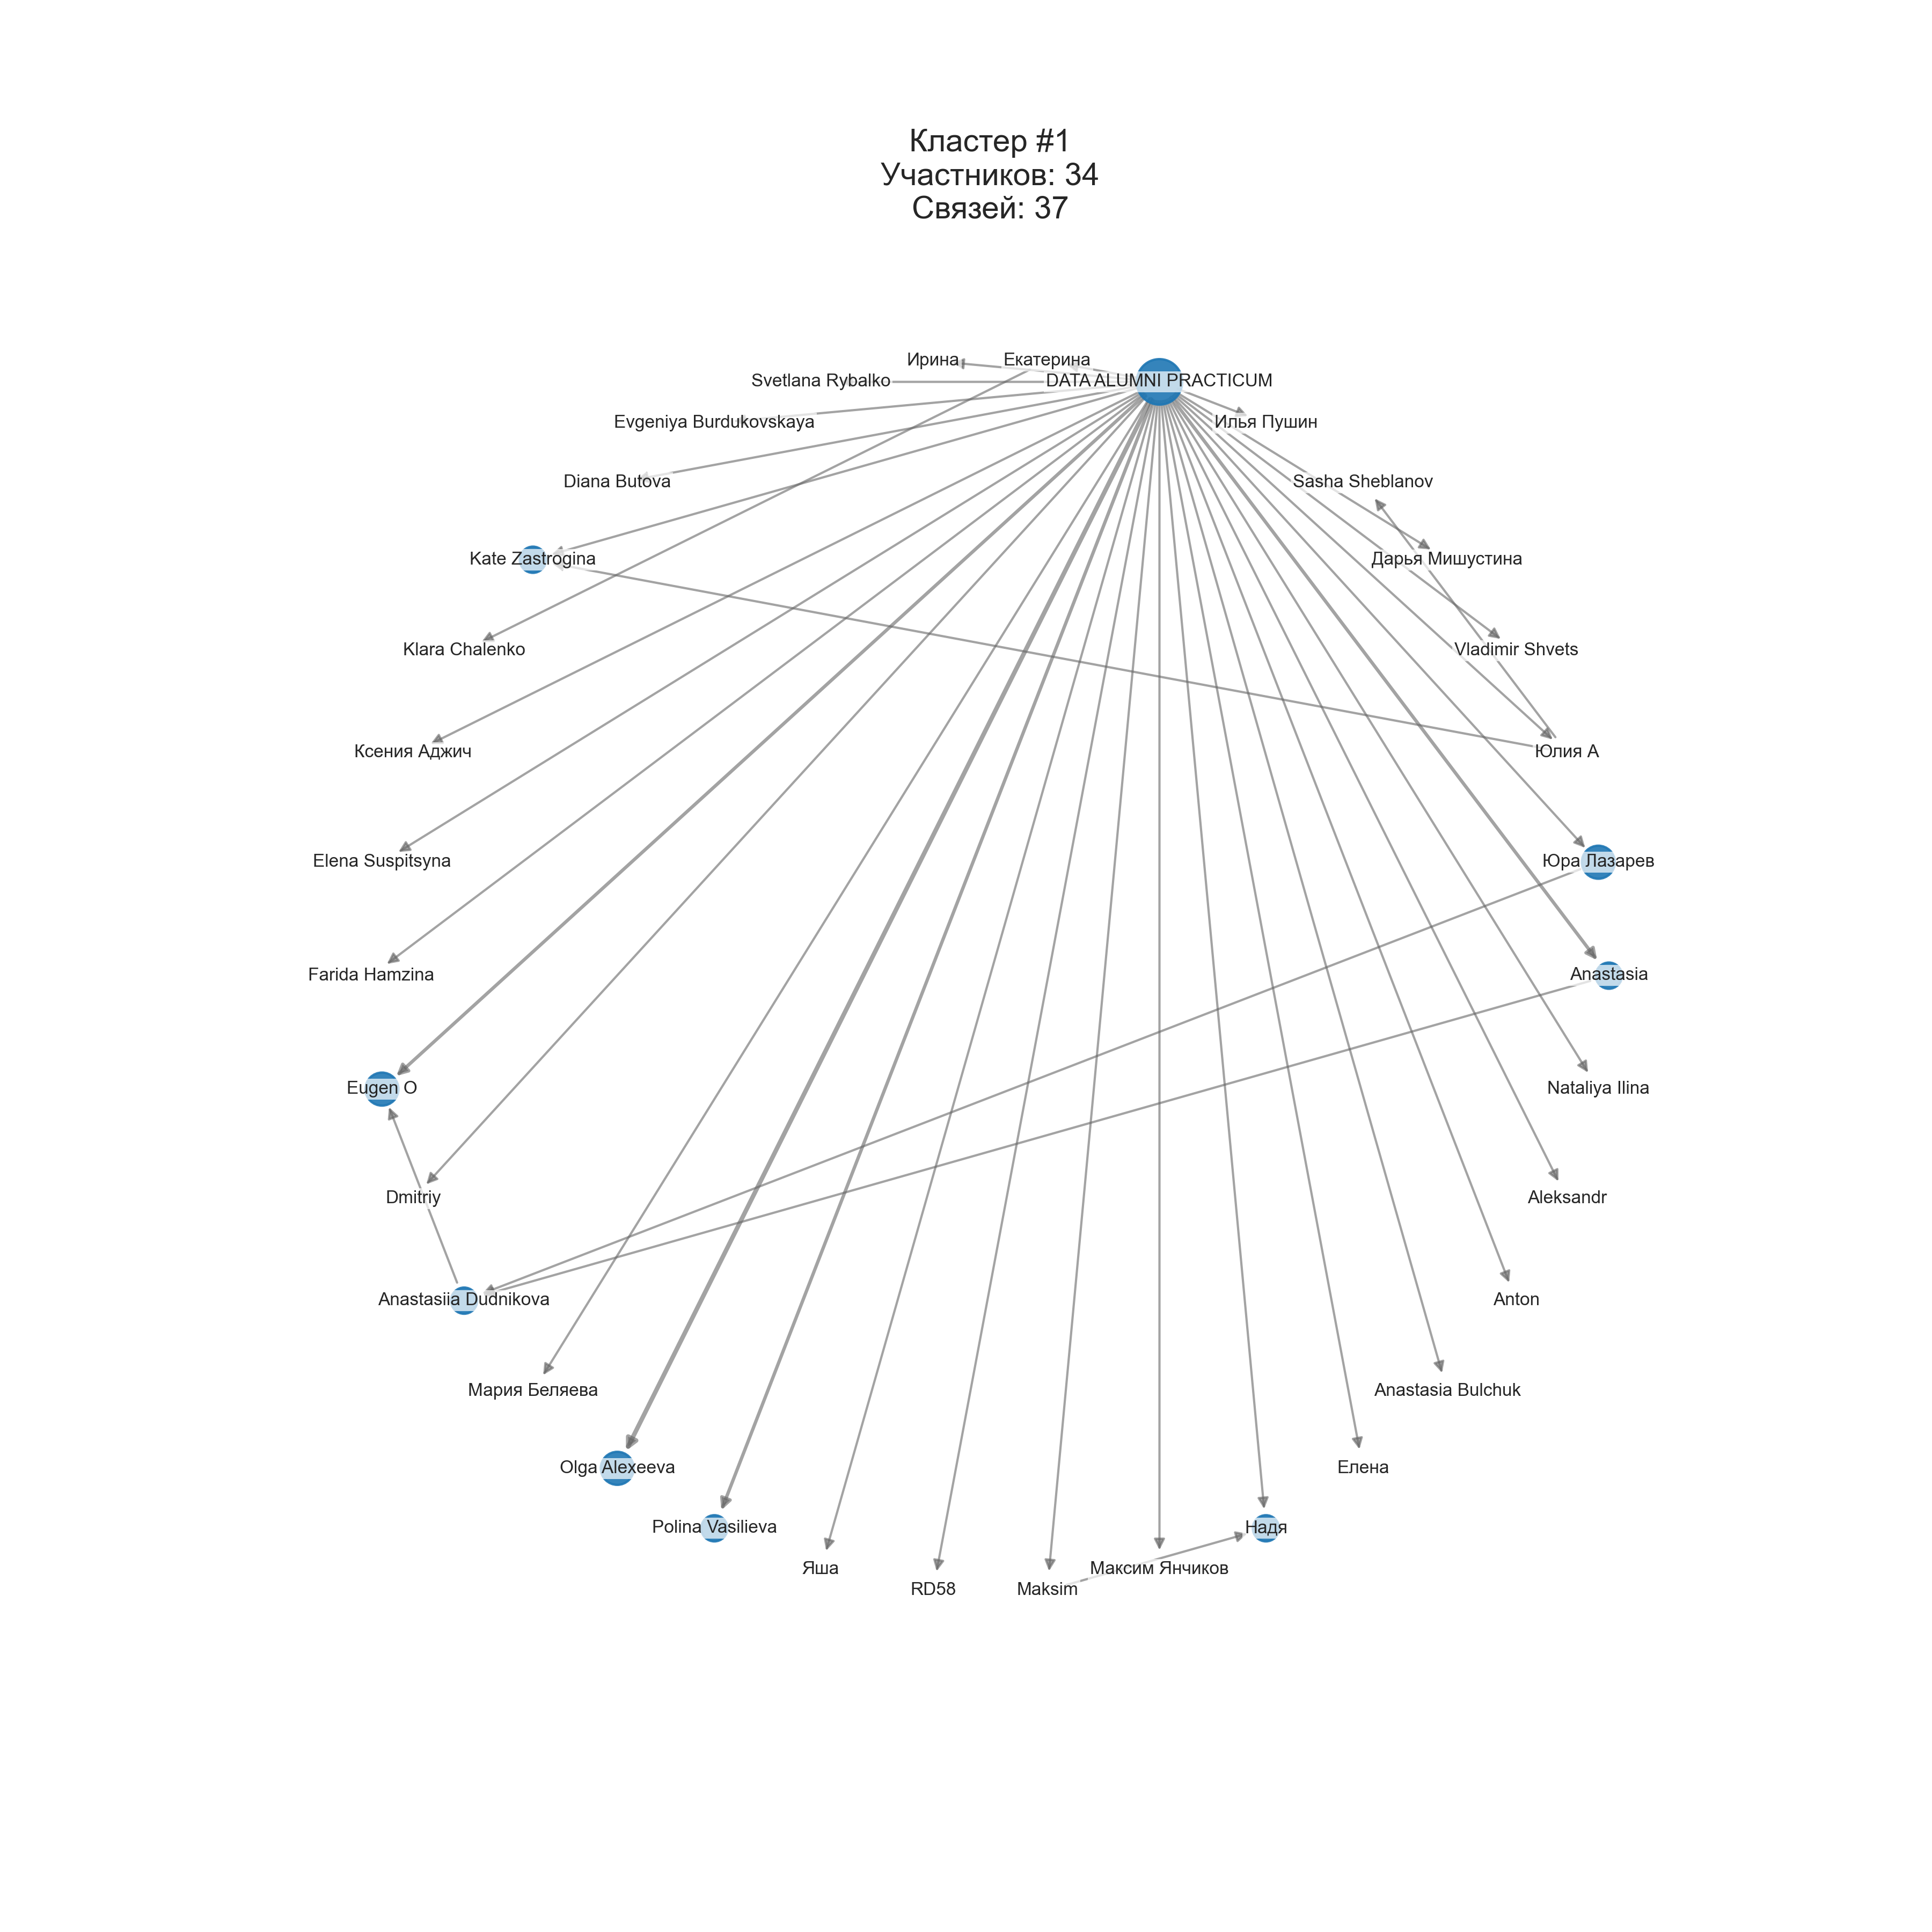 Кластер #1
Участников: 34
Связей: 37
Ирина
Екатерина
Svetlana Rybalko
DATA ALUMNI PRACTICUM
Evgeniya Burdukovskaya
Илья Пушин
Diana Butova
Sasha Sheblanov
Kate Zastrogina
Дарья Мишустина
Klara Chalenko
Vladimir Shvets
Ксения Аджич
Юлия А
Elena Suspitsyna
Юра Лазарев
Farida Hamzina
Anastasia
Eugen O
Nataliya Ilina
Dmitriy
Aleksandr
Anastasiia Dudnikova
Anton
Мария Беляева
Anastasia Bulchuk
Olga Alexeeva
Елена
Polina Vasilieva
Надя
Яша
Максим Янчиков
RD58
Maksim